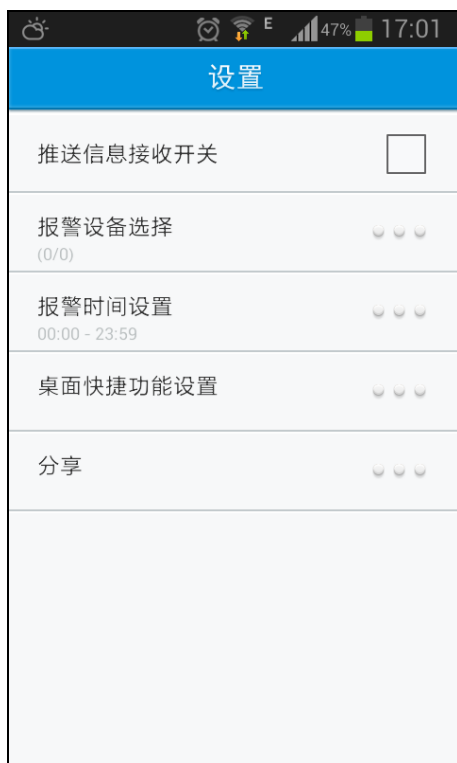 E 47% 17:01
设置
推送信息接收开关
报警设备选择
(0/0)
报警时间设置
00:00 - 23:59
桌面快捷功能设置
分享